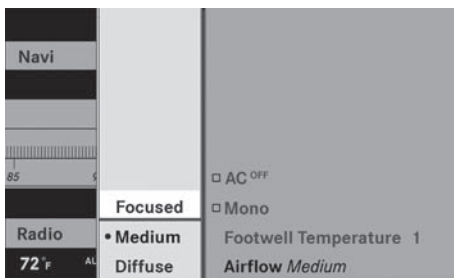 Navi
85
AC OFF
Focused
Mono
Radio
• Medium
Footwell Temperature 1
72°F
Diffuse
Airflow Medium